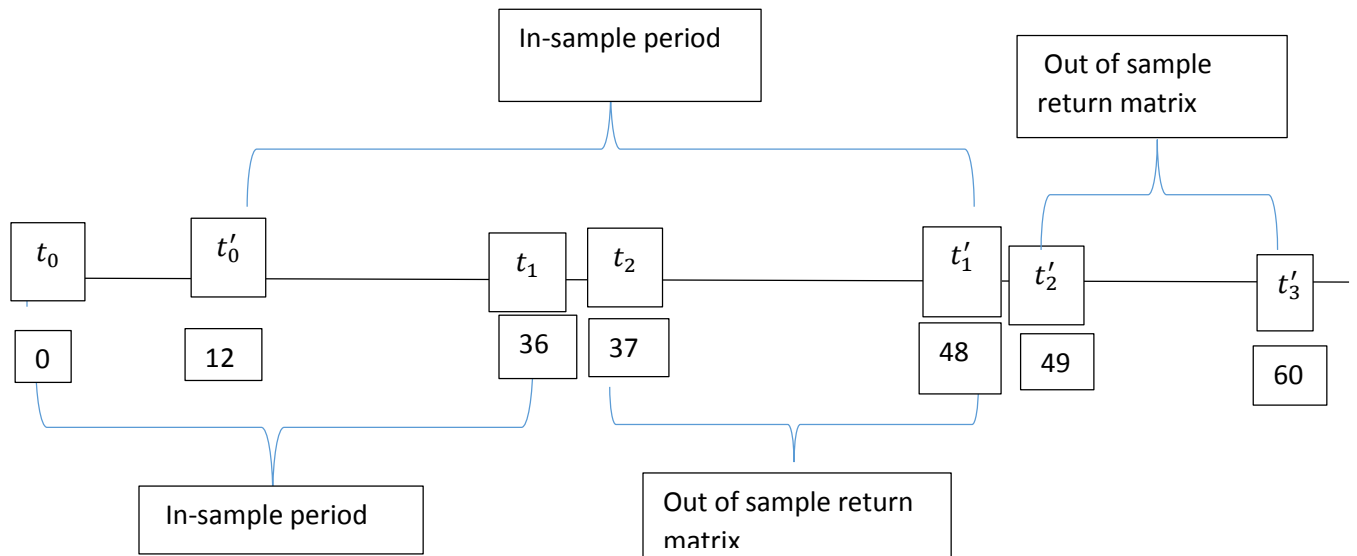 In-sample period
Out of sample
return matrix
t₀
t′₀
t₁
t₂
t′₁
t′₂
t′₃
0
12
36
37
48
49
60
In-sample period
Out of sample return
matrix